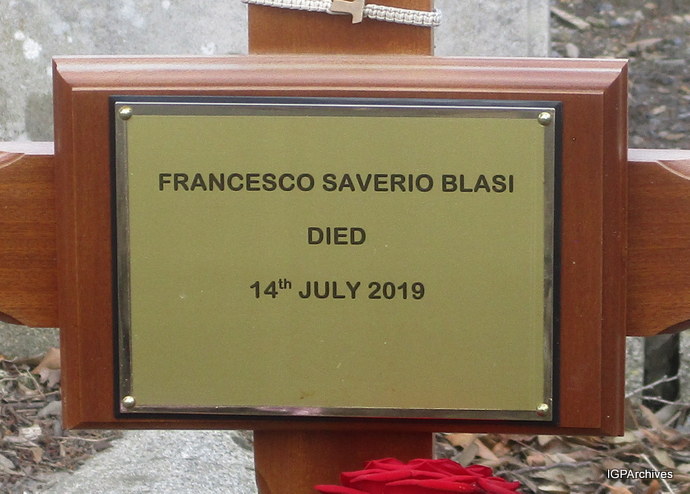 FRANCESCO SAVERIO BLASI
DIED
14th JULY 2019
IGPArchives